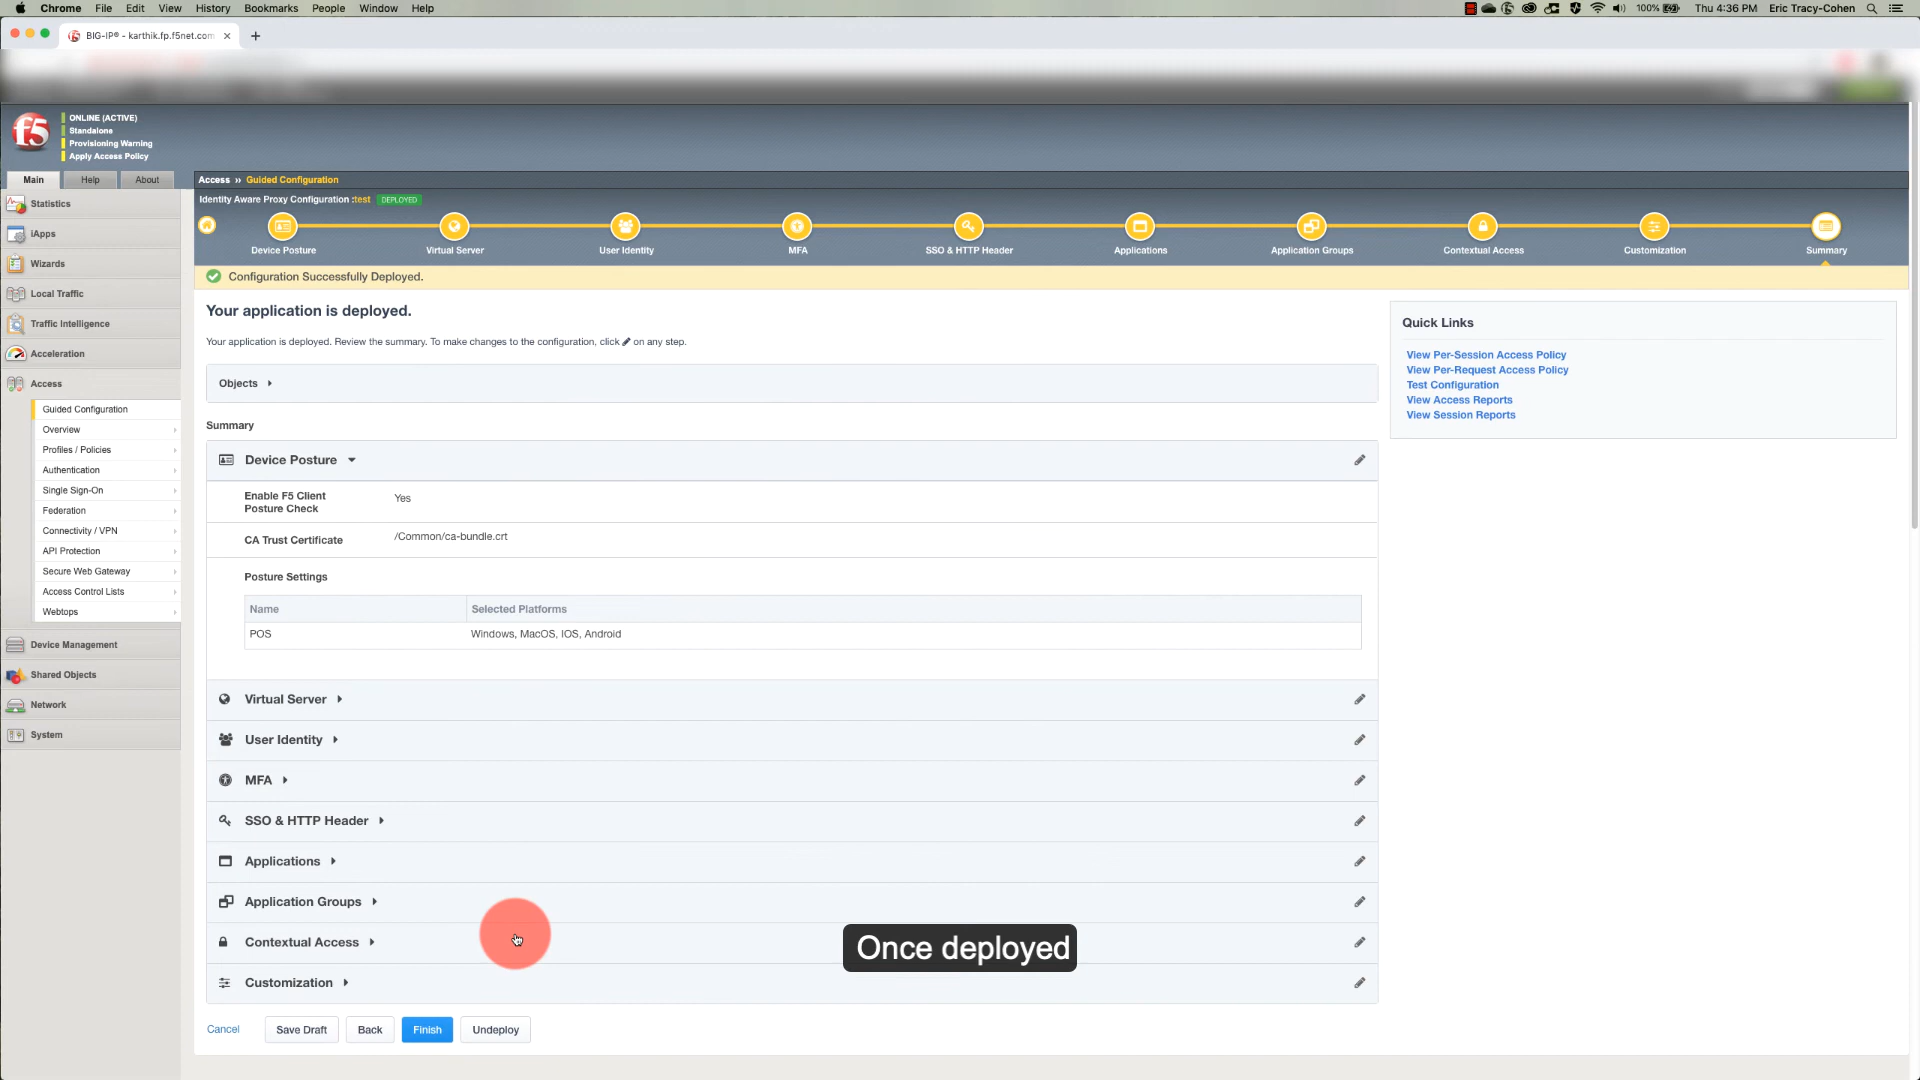 Chrome File Edit View History Bookmarks People Window Help
100% Thu 4:36 PM Eric Tracy-Cohen
BIG-IP® - karthik.fp.f5net.com
f5
ONLINE (ACTIVE)
Standalone
Provisioning Warning
Apply Access Policy
Main Help About
Access » Guided Configuration
Identity Aware Proxy Configuration :test DEPLOYED
Device Posture Virtual Server User Identity MFA SSO & HTTP Header Applications Application Groups Contextual Access Customization Summary
Configuration Successfully Deployed.
Statistics
iApps
Wizards
Local Traffic
Traffic Intelligence
Acceleration
Access
Guided Configuration
Overview
Profiles / Policies
Authentication
Single Sign-On
Federation
Connectivity / VPN
API Protection
Secure Web Gateway
Access Control Lists
Webtops
Device Management
Shared Objects
Network
System
Your application is deployed.
Your application is deployed. Review the summary. To make changes to the configuration, click on any step.
Objects
Summary
Device Posture
Enable F5 Client
Posture Check
Yes
CA Trust Certificate /Common/ca-bundle.crt
Posture Settings
Name Selected Platforms
POS Windows, MacOS, IOS, Android
Virtual Server
User Identity
MFA
SSO & HTTP Header
Applications
Application Groups
Contextual Access
Customization
Cancel Save Draft Back Finish Undeploy
Quick Links
View Per-Session Access Policy
View Per-Request Access Policy
Test Configuration
View Access Reports
View Session Reports
Once deployed